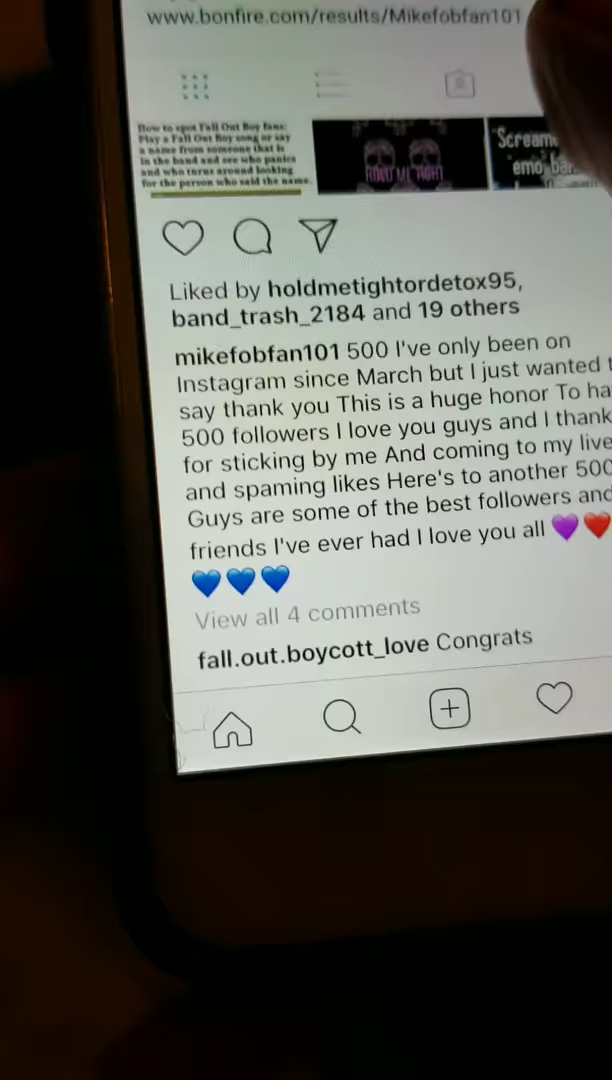 www.bonfire.com/results/Mikefobfan101
How to spot Fall Out Boy fans:
Play a Fall Out Boy song or say
a name from someone that is
in the band and see who panics
and who turns around looking
for the person who said the name.
HOLD ME TIGHT
"Scream
emo
Liked by holdmetightordetox95,
band_trash_2184 and 19 others
mikefobfan101 500 I've only been on
Instagram since March but I just wanted t
say thank you This is a huge honor To ha
500 followers I love you guys and I thank
for sticking by me And coming to my live
and spaming likes Here's to another 500
Guys are some of the best followers and
friends I've ever had I love you all 💜❤️
💙💙💙
View all 4 comments
fall.out.boycott_love Congrats